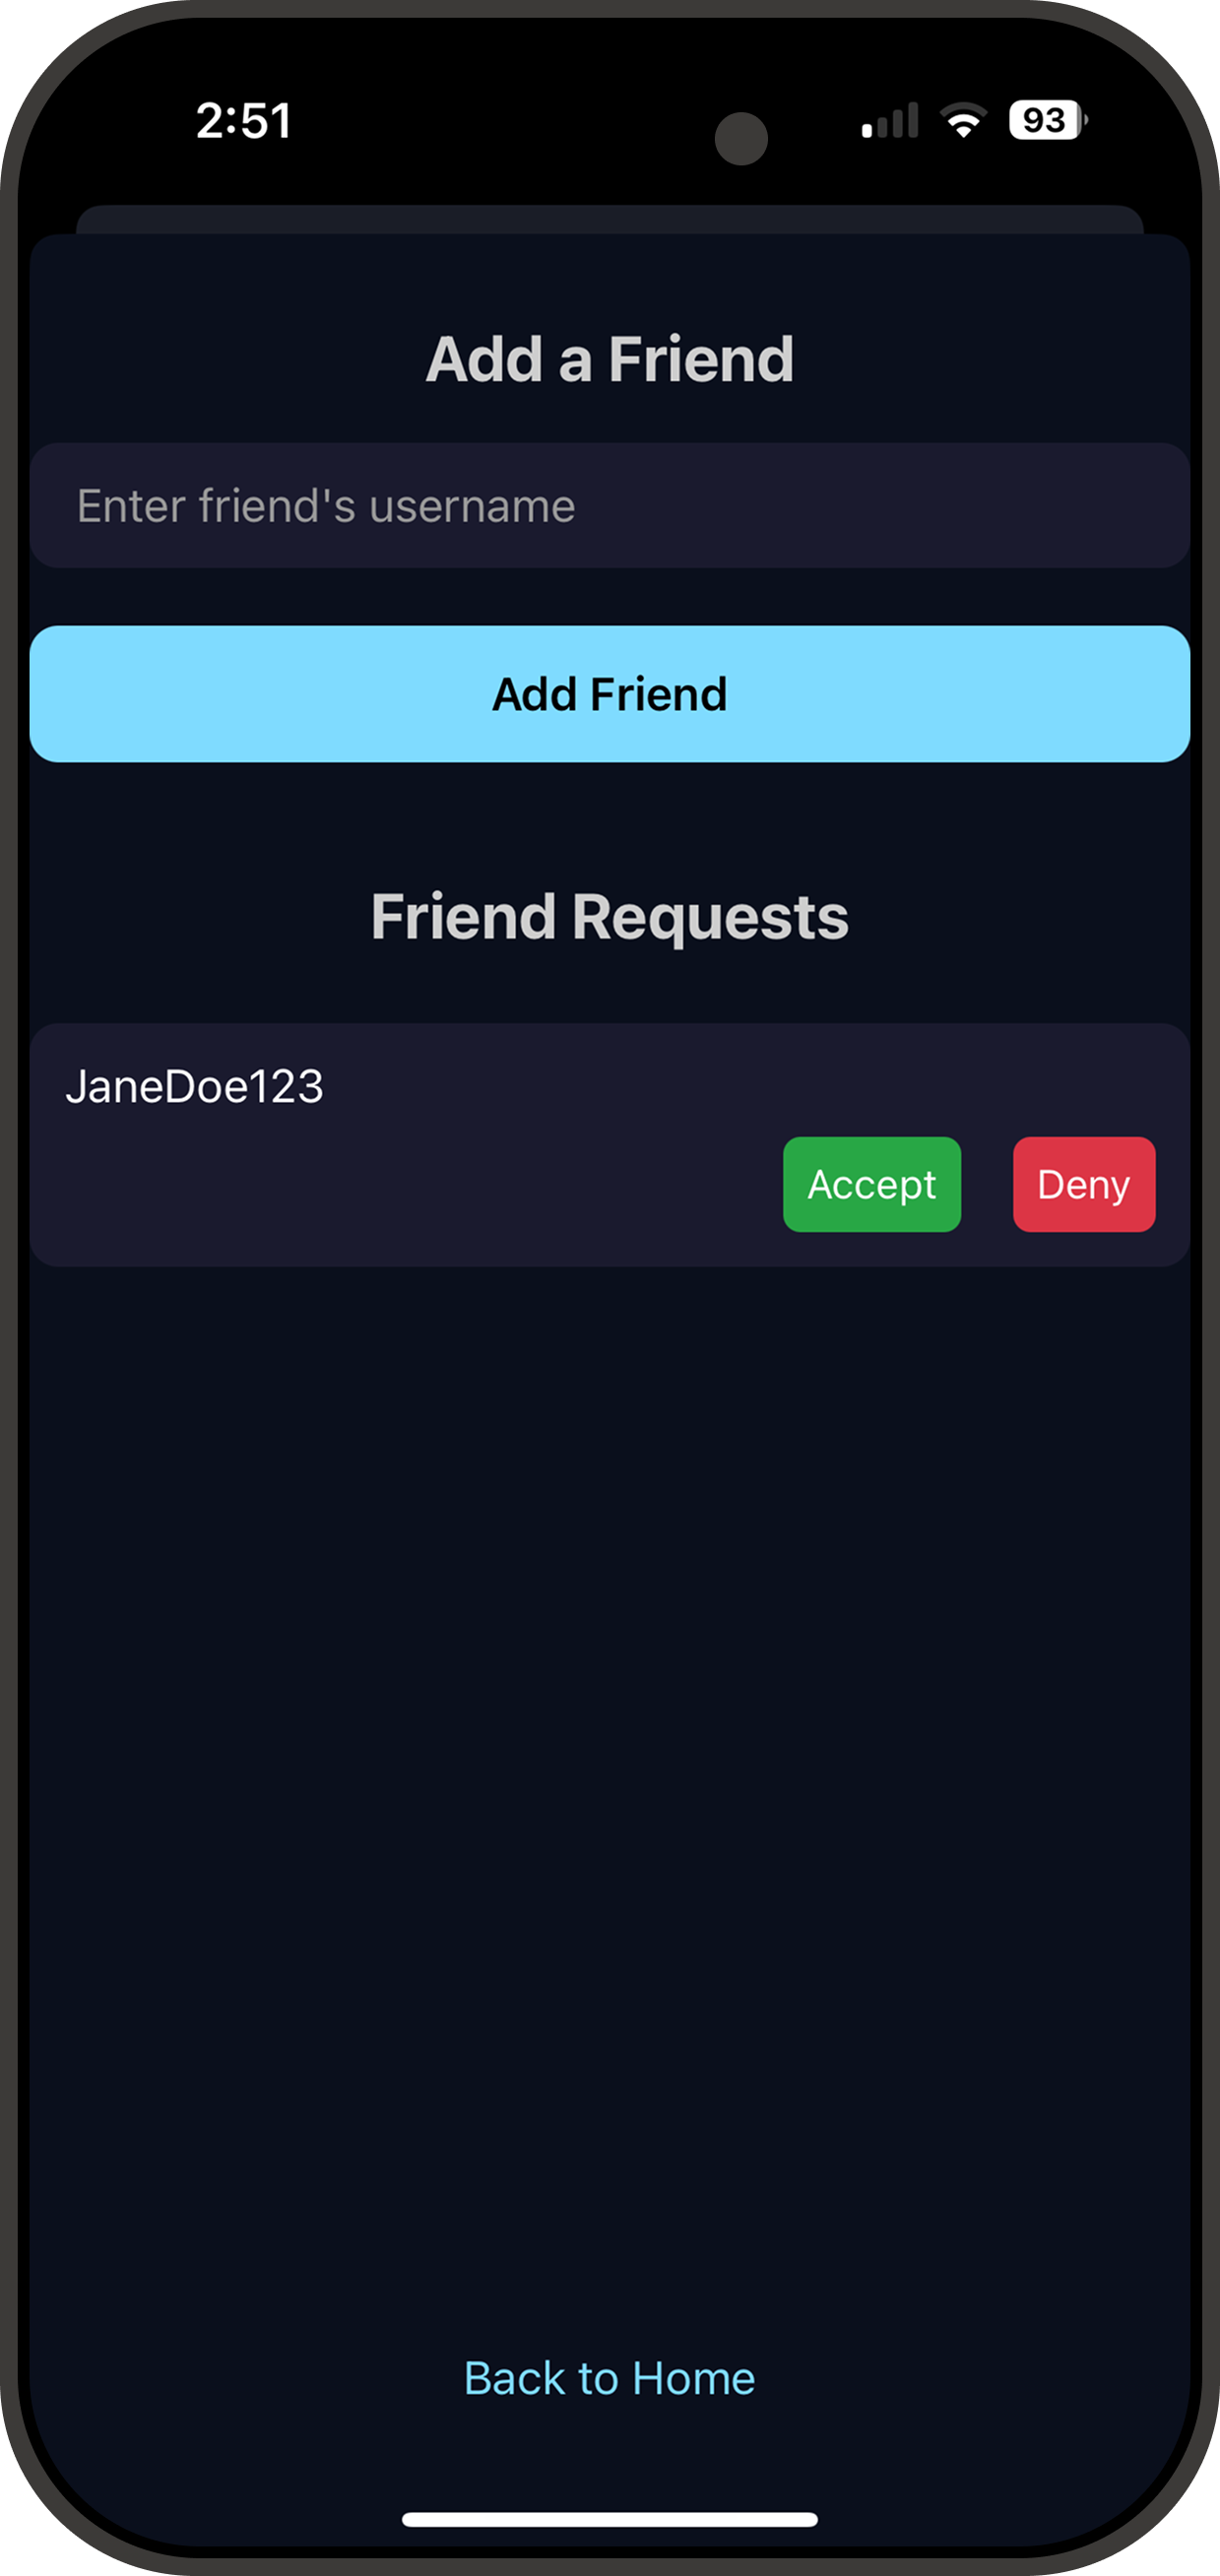 2:51
93
Add a Friend
Enter friend's username
Add Friend
Friend Requests
JaneDoe123
Accept Deny
Back to Home